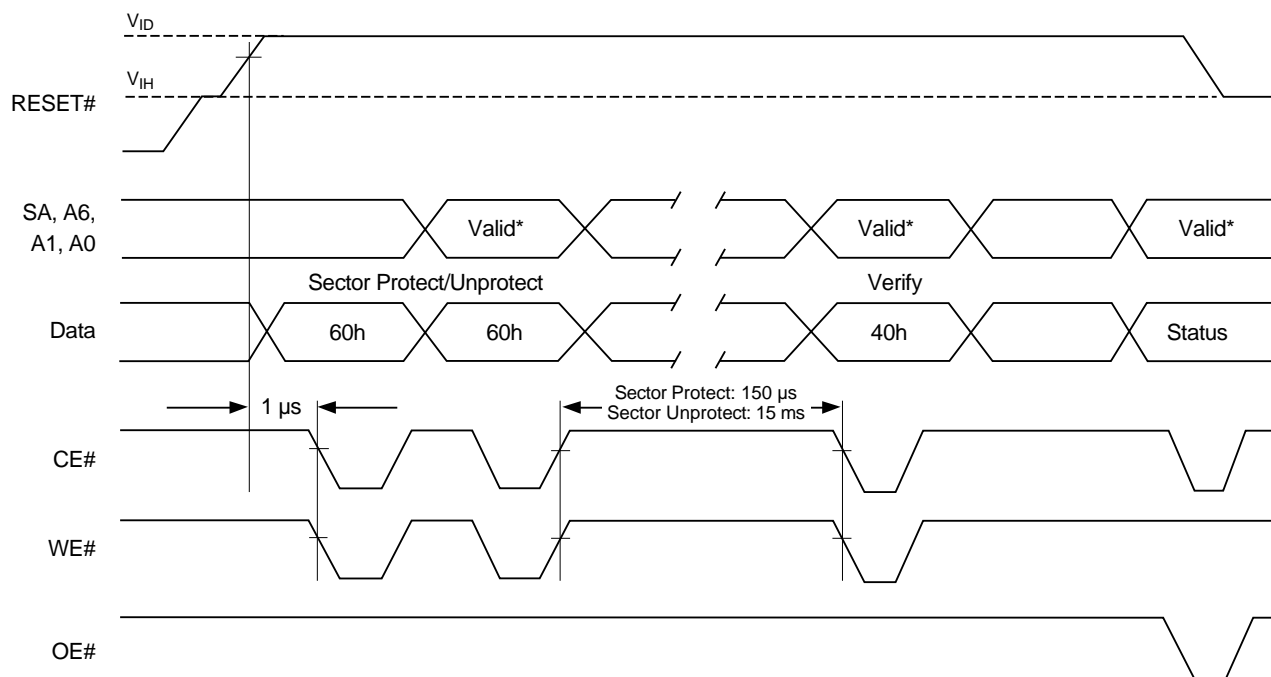 VID
VIH
RESET#
SA, A6,
A1, A0
Valid*
Valid*
Valid*
Sector Protect/Unprotect
Verify
Data
60h
60h
40h
Status
1 µs
Sector Protect: 150 µs
Sector Unprotect: 15 ms
CE#
WE#
OE#